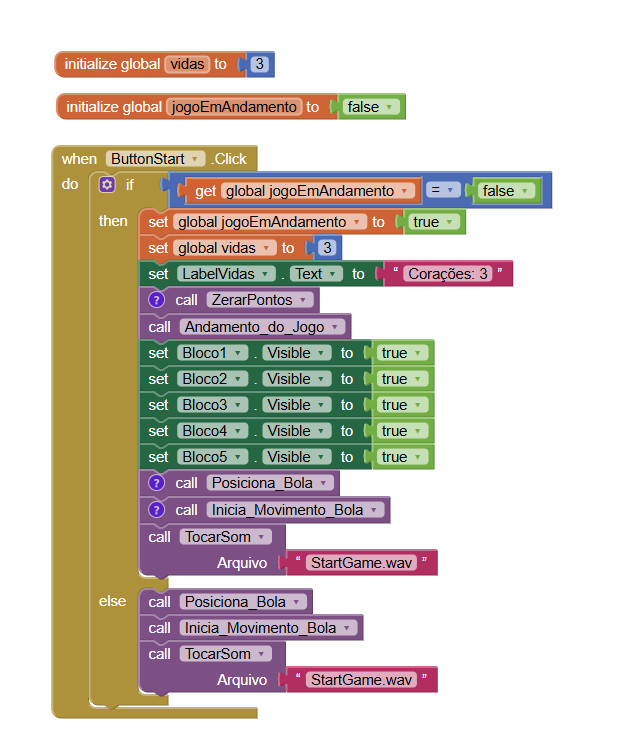 initialize global vidas to 3
initialize global jogoEmAndamento to false
when ButtonStart .Click
do if get global jogoEmAndamento = false
then set global jogoEmAndamento to true
set global vidas to 3
set LabelVidas . Text to “ Corações: 3 ”
? call ZerarPontos
call Andamento_do_Jogo
set Bloco1 . Visible to true
set Bloco2 . Visible to true
set Bloco3 . Visible to true
set Bloco4 . Visible to true
set Bloco5 . Visible to true
? call Posiciona_Bola
? call Inicia_Movimento_Bola
call TocarSom
Arquivo “ StartGame.wav ”
else call Posiciona_Bola
call Inicia_Movimento_Bola
call TocarSom
Arquivo “ StartGame.wav ”